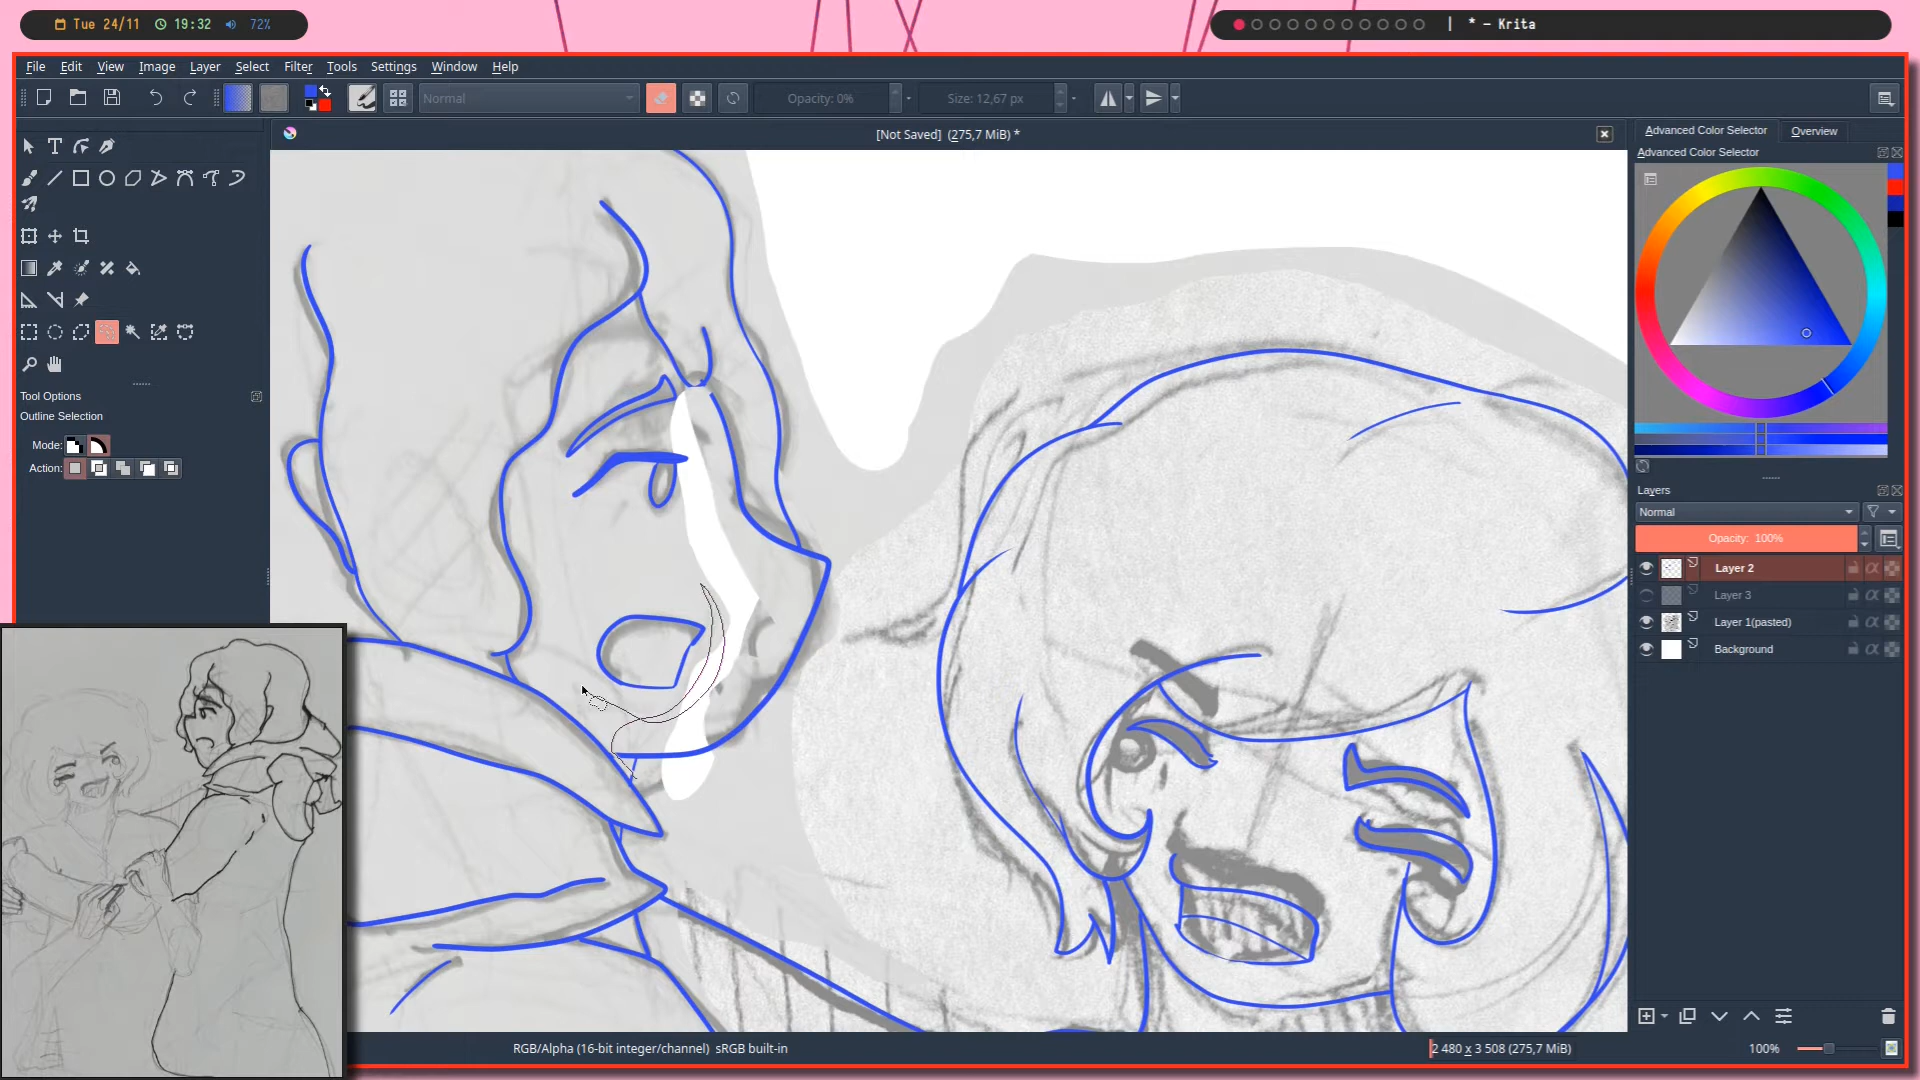 Tue 24/11 19:32 72% | * – Krita
File Edit View Image Layer Select Filter Tools Settings Window Help
Normal Opacity: 0% Size: 12,67 px
[Not Saved] (275,7 MiB) *
Advanced Color Selector Overview
Advanced Color Selector
Tool Options
Outline Selection
Mode:
Action:
Layers
Normal
Opacity: 100%
Layer 2
Layer 3
Layer 1(pasted)
Background
RGB/Alpha (16-bit integer/channel) sRGB built-in 2 480 x 3 508 (275,7 MiB) 100%